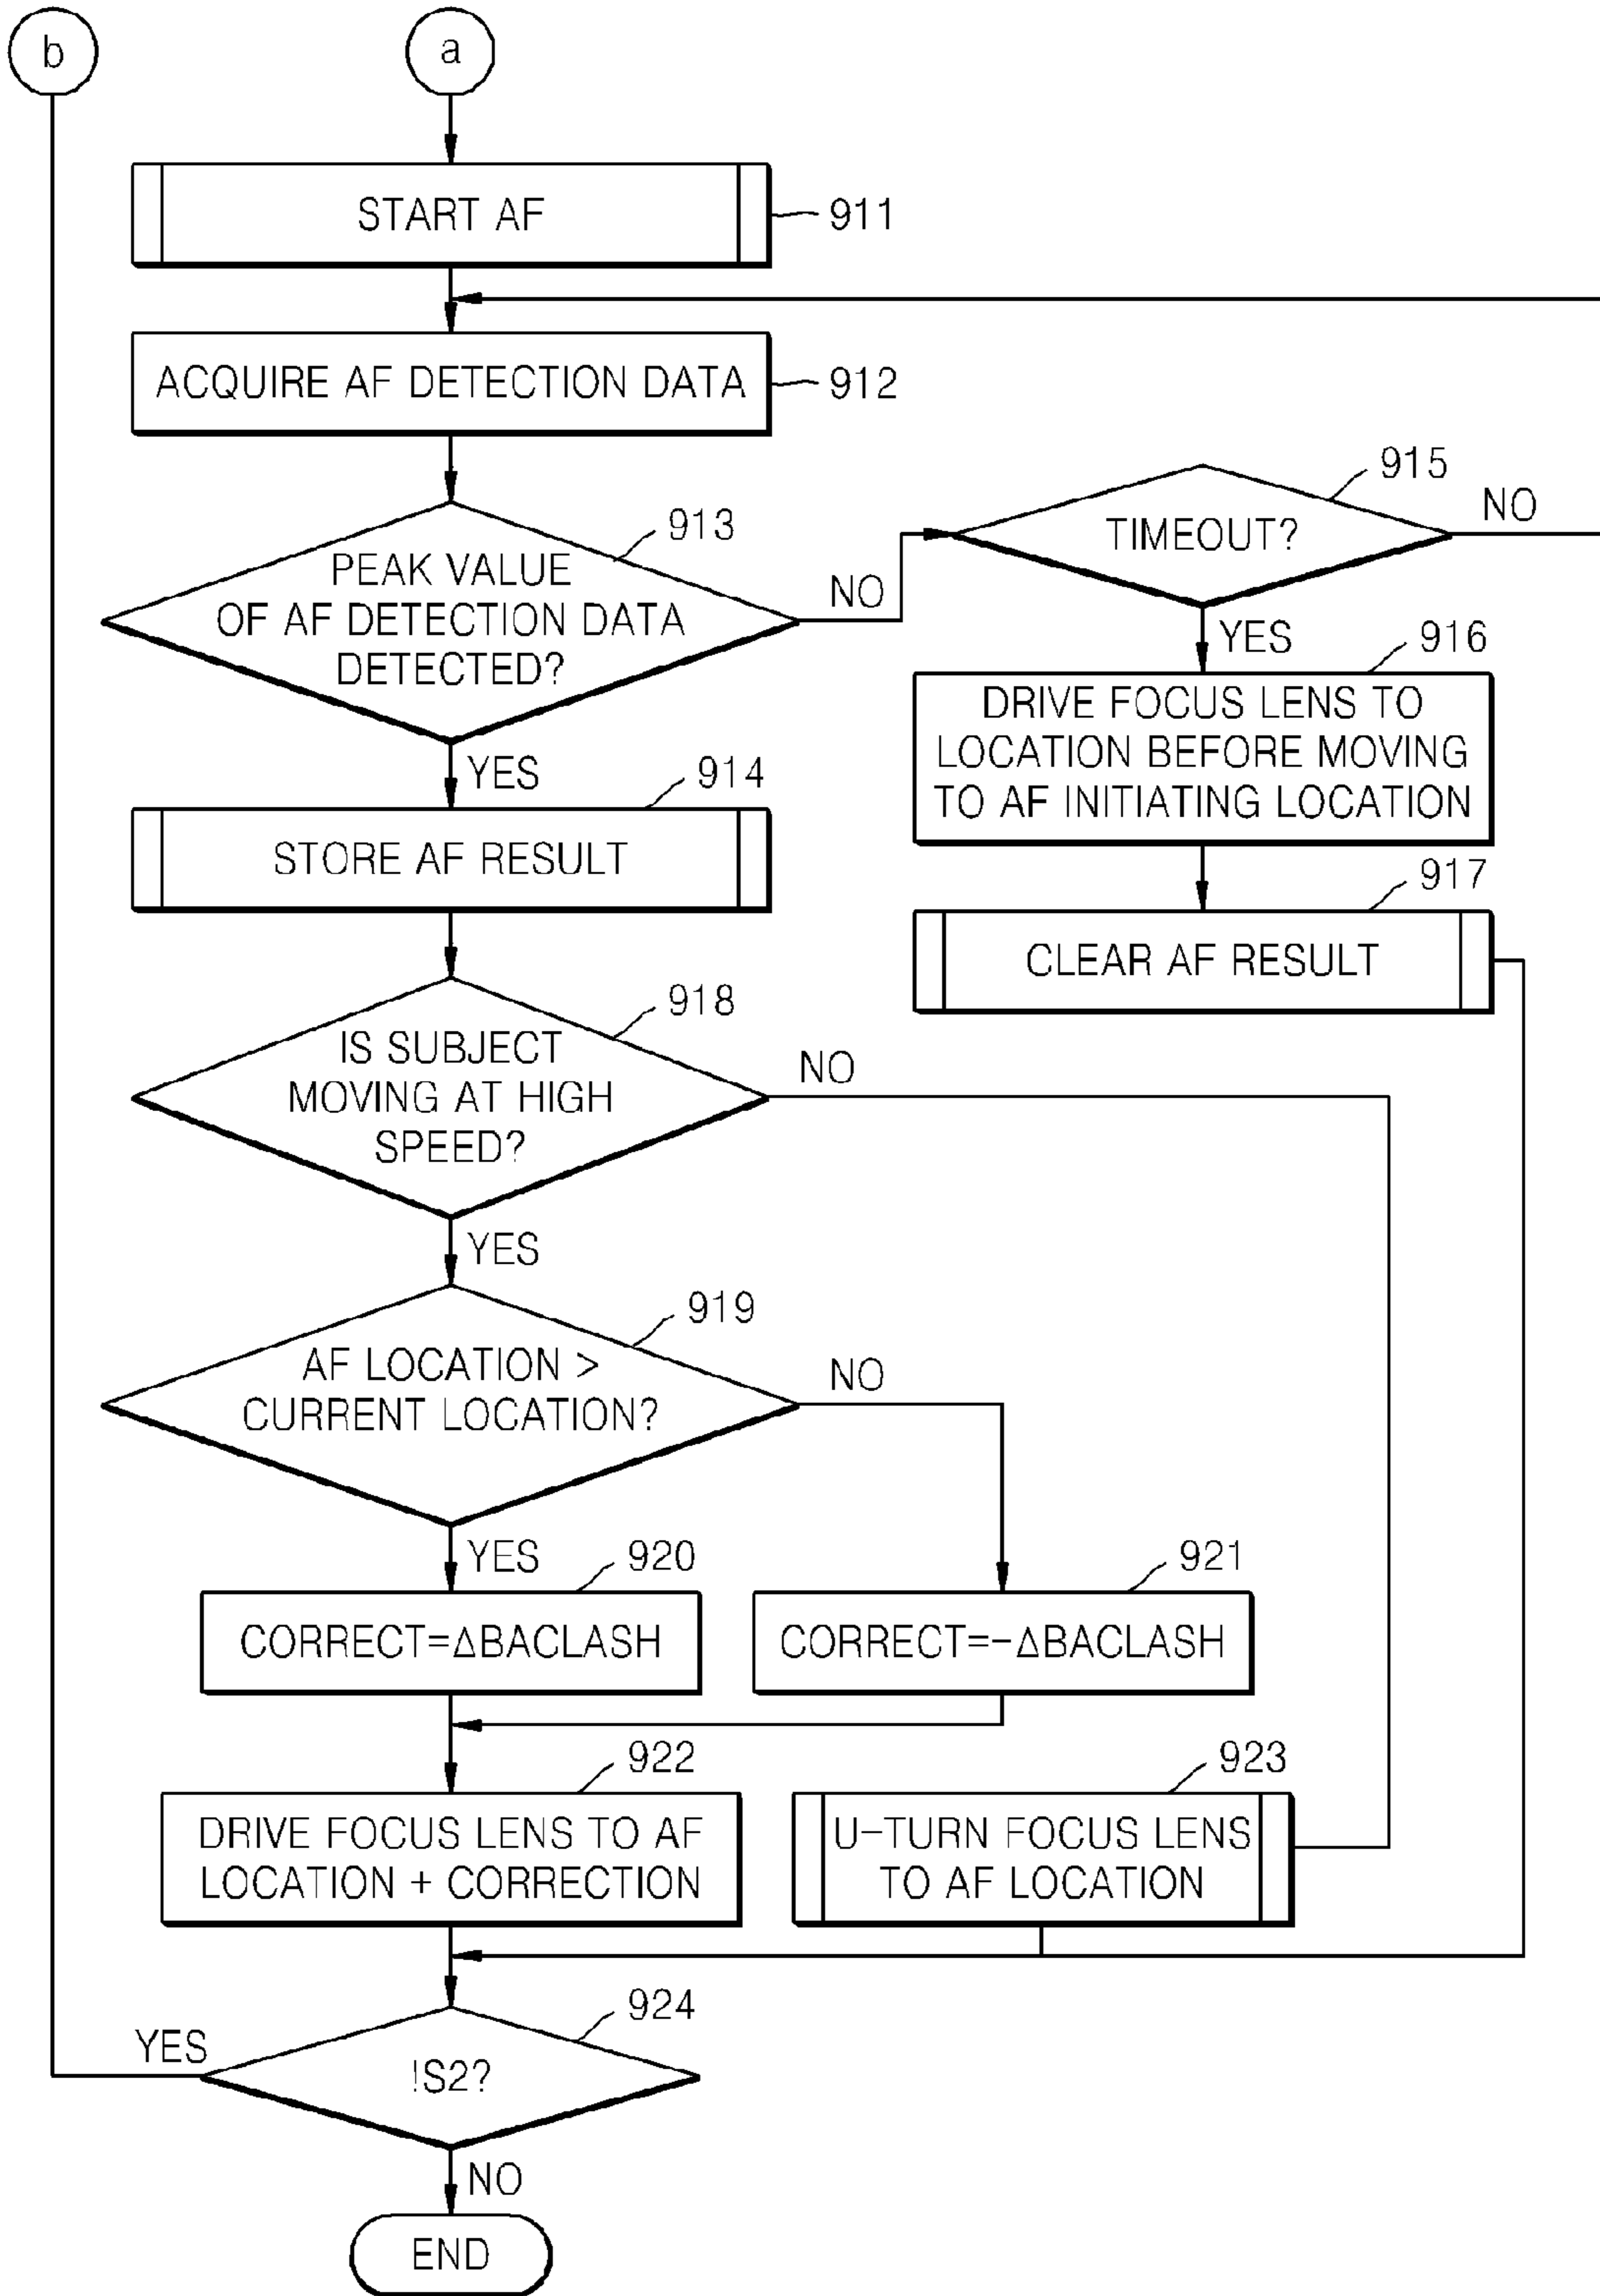 b
a
START AF
911
ACQUIRE AF DETECTION DATA
912
913
PEAK VALUE
OF AF DETECTION DATA
DETECTED?
NO
YES
915
TIMEOUT?
NO
YES
916
DRIVE FOCUS LENS TO
LOCATION BEFORE MOVING
TO AF INITIATING LOCATION
914
STORE AF RESULT
917
CLEAR AF RESULT
918
IS SUBJECT
MOVING AT HIGH
SPEED?
NO
YES
919
AF LOCATION >
CURRENT LOCATION?
NO
YES
920
CORRECT=ΔBACLASH
921
CORRECT=-ΔBACLASH
922
DRIVE FOCUS LENS TO AF
LOCATION + CORRECTION
923
U-TURN FOCUS LENS
TO AF LOCATION
924
!S2?
YES
NO
END